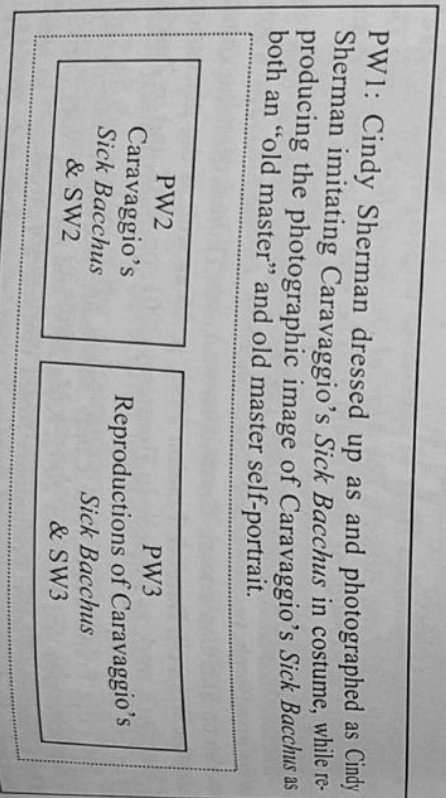 PW1: Cindy Sherman dressed up as and photographed as Cindy
Sherman imitating Caravaggio's Sick Bacchus in costume, while re-
producing the photographic image of Caravaggio's Sick Bacchus as
both an "old master" and old master self-portrait.
PW2
Caravaggio's
Sick Bacchus
& SW2
PW3
Reproductions of Caravaggio's
Sick Bacchus
& SW3